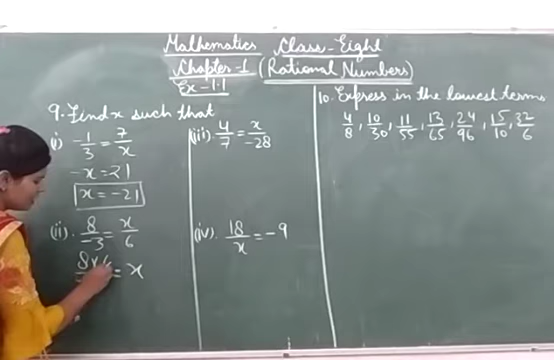 Mathematics Class-Eight
Chapter-1 (Rational Numbers)
Ex-1.1
9. Find x such that
(i) -1/3 = 7/x
-x = 21
x = -21
(ii). 8/-3 = x/6
8×6 = x
(iii). 4/7 = x/-28
(iv). 18/x = -9
10. Express in the lowest terms
4/8, 10/30, 11/55, 13/65, 24/96, 15/10, 32/6